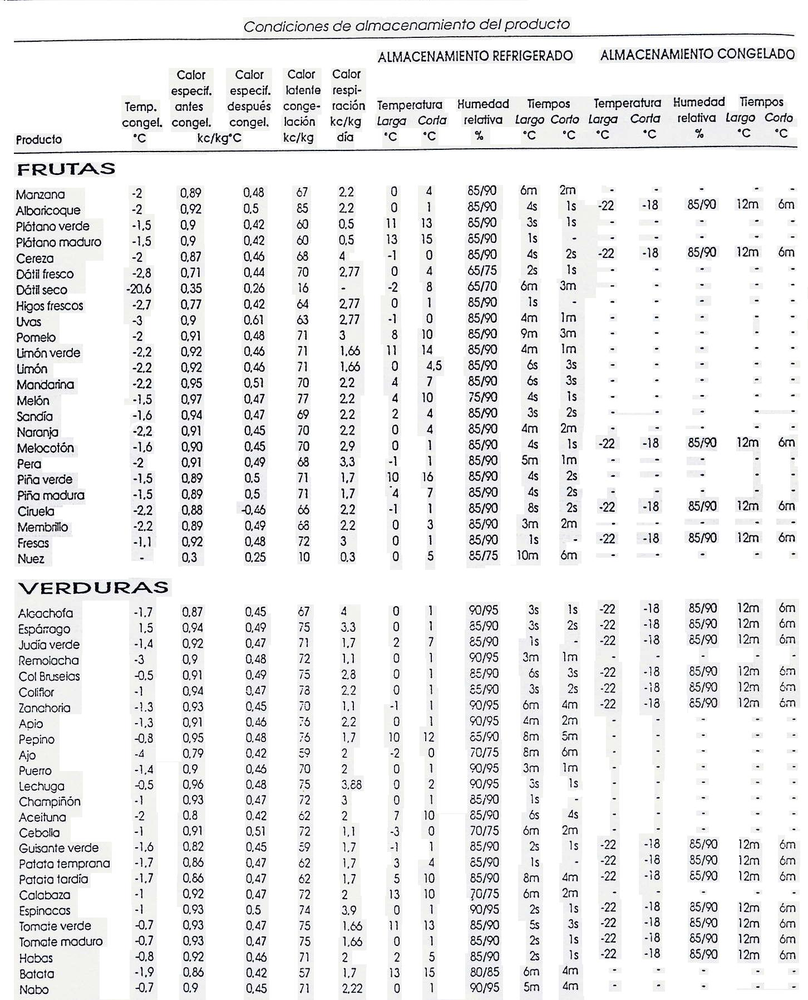 Condiciones de almacenamiento del producto
ALMACENAMIENTO REFRIGERADO ALMACENAMIENTO CONGELADO
Calor Calor Calor Calor
especif. especif. latente respi-
Temp. antes después conge- ración Temperatura Humedad Tiempos Temperatura Humedad Tiempos
congel. congel. congel. lación kc/kg Larga Corta relativa Largo Corto Larga Corta relativa Largo Corto
Producto °C kc/kg°C kc/kg día °C °C % °C °C °C °C % °C °C
FRUTAS
Manzana -2 0,89 0,48 67 2,2 0 4 85/90 6m 2m - - - - -
Albaricoque -2 0,92 0,5 85 2,2 0 1 85/90 4s 1s -22 -18 85/90 12m 6m
Plátano verde -1,5 0,9 0,42 60 0,5 11 13 85/90 3s 1s - - - - -
Plátano maduro -1,5 0,9 0,42 60 0,5 13 15 85/90 1s - - - - - -
Cereza -2 0,87 0,46 68 4 -1 0 85/90 4s 2s -22 -18 85/90 12m 6m
Dátil fresco -2,8 0,71 0,44 70 2,77 0 4 65/75 2s 1s - - - - -
Dátil seco -20,6 0,35 0,26 16 - -2 8 65/70 6m 3m - - - - -
Higos frescos -2,7 0,77 0,42 64 2,77 0 1 85/90 1s - - - - - -
Uvas -3 0,9 0,61 63 2,77 -1 0 85/90 4m 1m - - - - -
Pomelo -2 0,91 0,48 71 3 8 10 85/90 9m 3m - - - - -
Limón verde -2,2 0,92 0,46 71 1,66 11 14 85/90 4m 1m - - - - -
Limón -2,2 0,92 0,46 71 1,66 0 4,5 85/90 6s 3s - - - - -
Mandarina -2,2 0,95 0,51 70 2,2 4 7 85/90 6s 3s - - - - -
Melón -1,5 0,97 0,47 77 2,2 4 10 75/90 4s 1s - - - - -
Sandía -1,6 0,94 0,47 69 2,2 2 4 85/90 3s 2s - - - - -
Naranja -2,2 0,91 0,45 70 2,2 0 4 85/90 4m 2m - - - - -
Melocotón -1,6 0,90 0,45 70 2,9 0 1 85/90 4s 1s -22 -18 85/90 12m 6m
Pera -2 0,91 0,49 68 3,3 -1 1 85/90 5m 1m - - - - -
Piña verde -1,5 0,89 0,5 71 1,7 10 16 85/90 4s 2s - - - - -
Piña madura -1,5 0,89 0,5 71 1,7 4 7 85/90 4s 2s - - - - -
Ciruela -2,2 0,88 -0,46 66 2,2 -1 1 85/90 8s 2s -22 -18 85/90 12m 6m
Membrillo -2,2 0,89 0,49 68 2,2 0 3 85/90 3m 2m - - - - -
Fresas -1,1 0,92 0,48 72 3 0 1 85/90 1s - -22 -18 85/90 12m 6m
Nuez - 0,3 0,25 10 0,3 0 5 85/75 10m 6m - - - - -
VERDURAS
Alcachofa -1,7 0,87 0,45 67 4 0 1 90/95 3s 1s -22 -18 85/90 12m 6m
Espárrago 1,5 0,94 0,49 75 3,3 0 1 85/90 3s 2s -22 -18 85/90 12m 6m
Judía verde -1,4 0,92 0,47 71 1,7 2 7 85/90 1s - -22 -18 85/90 12m 6m
Remolacha -3 0,9 0,48 72 1,1 0 1 90/95 3m 1m - - - - -
Col Bruselas -0,5 0,91 0,49 75 2,8 0 1 85/90 6s 3s -22 -18 85/90 12m 6m
Coliflor -1 0,94 0,47 78 2,2 0 1 85/90 3s 2s -22 -18 85/90 12m 6m
Zanahoria -1,3 0,93 0,45 70 1,1 -1 1 90/95 6m 4m -22 -18 85/90 12m 6m
Apio -1,3 0,91 0,46 76 2,2 0 1 90/95 4m 2m - - - - -
Pepino -0,8 0,95 0,48 76 1,7 10 12 85/90 8m 5m - - - - -
Ajo -4 0,79 0,42 59 2 -2 0 70/75 8m 6m - - - - -
Puerro -1,4 0,9 0,46 70 2 0 1 90/95 3m 1m - - - - -
Lechuga -0,5 0,96 0,48 75 3,88 0 2 90/95 3s 1s - - - - -
Champiñón -1 0,93 0,47 72 3 0 1 85/90 1s - - - - - -
Aceituna -2 0,8 0,42 62 2 7 10 85/90 6s 4s - - - - -
Cebolla -1 0,91 0,51 72 1,1 -3 0 70/75 6m 2m - - - - -
Guisante verde -1,6 0,82 0,45 59 1,7 -1 1 85/90 2s 1s -22 -18 85/90 12m 6m
Patata temprana -1,7 0,86 0,47 62 1,7 3 4 85/90 1s - -22 -18 85/90 12m 6m
Patata tardía -1,7 0,86 0,47 62 1,7 5 10 85/90 8m 4m -22 -18 85/90 12m 6m
Calabaza -1 0,92 0,47 72 2 13 10 70/75 6m 2m - - - - -
Espinacas -1 0,93 0,5 74 3,9 0 1 90/95 2s 1s -22 -18 85/90 12m 6m
Tomate verde -0,7 0,93 0,47 75 1,66 11 13 85/90 5s 3s -22 -18 85/90 12m 6m
Tomate maduro -0,7 0,93 0,47 75 1,66 0 1 85/90 2s 1s -22 -18 85/90 12m 6m
Habas -0,8 0,92 0,46 71 2 2 5 85/90 2s 1s -22 -18 85/90 12m 6m
Batata -1,9 0,86 0,42 57 1,7 13 15 80/85 6m 4m - - - - -
Nabo -0,7 0,9 0,45 71 2,22 0 1 90/95 5m 4m - - - - -